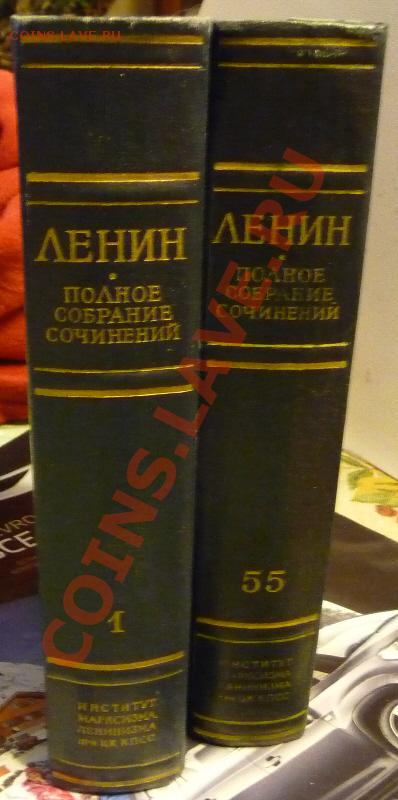 COINS.LAVE.RU
ЛЕНИН
ПОЛНОЕ
СОБРАНИЕ
СОЧИНЕНИЙ
1
ИНСТИТУТ
МАРКСИЗМА
ЛЕНИНИЗМА
при ЦК КПСС
ЛЕНИН
ПОЛНОЕ
СОБРАНИЕ
СОЧИНЕНИЙ
55
ИНСТИТУТ
МАРКСИЗМА
ЛЕНИНИЗМА
при ЦК КПСС
COINS.LAVE.RU